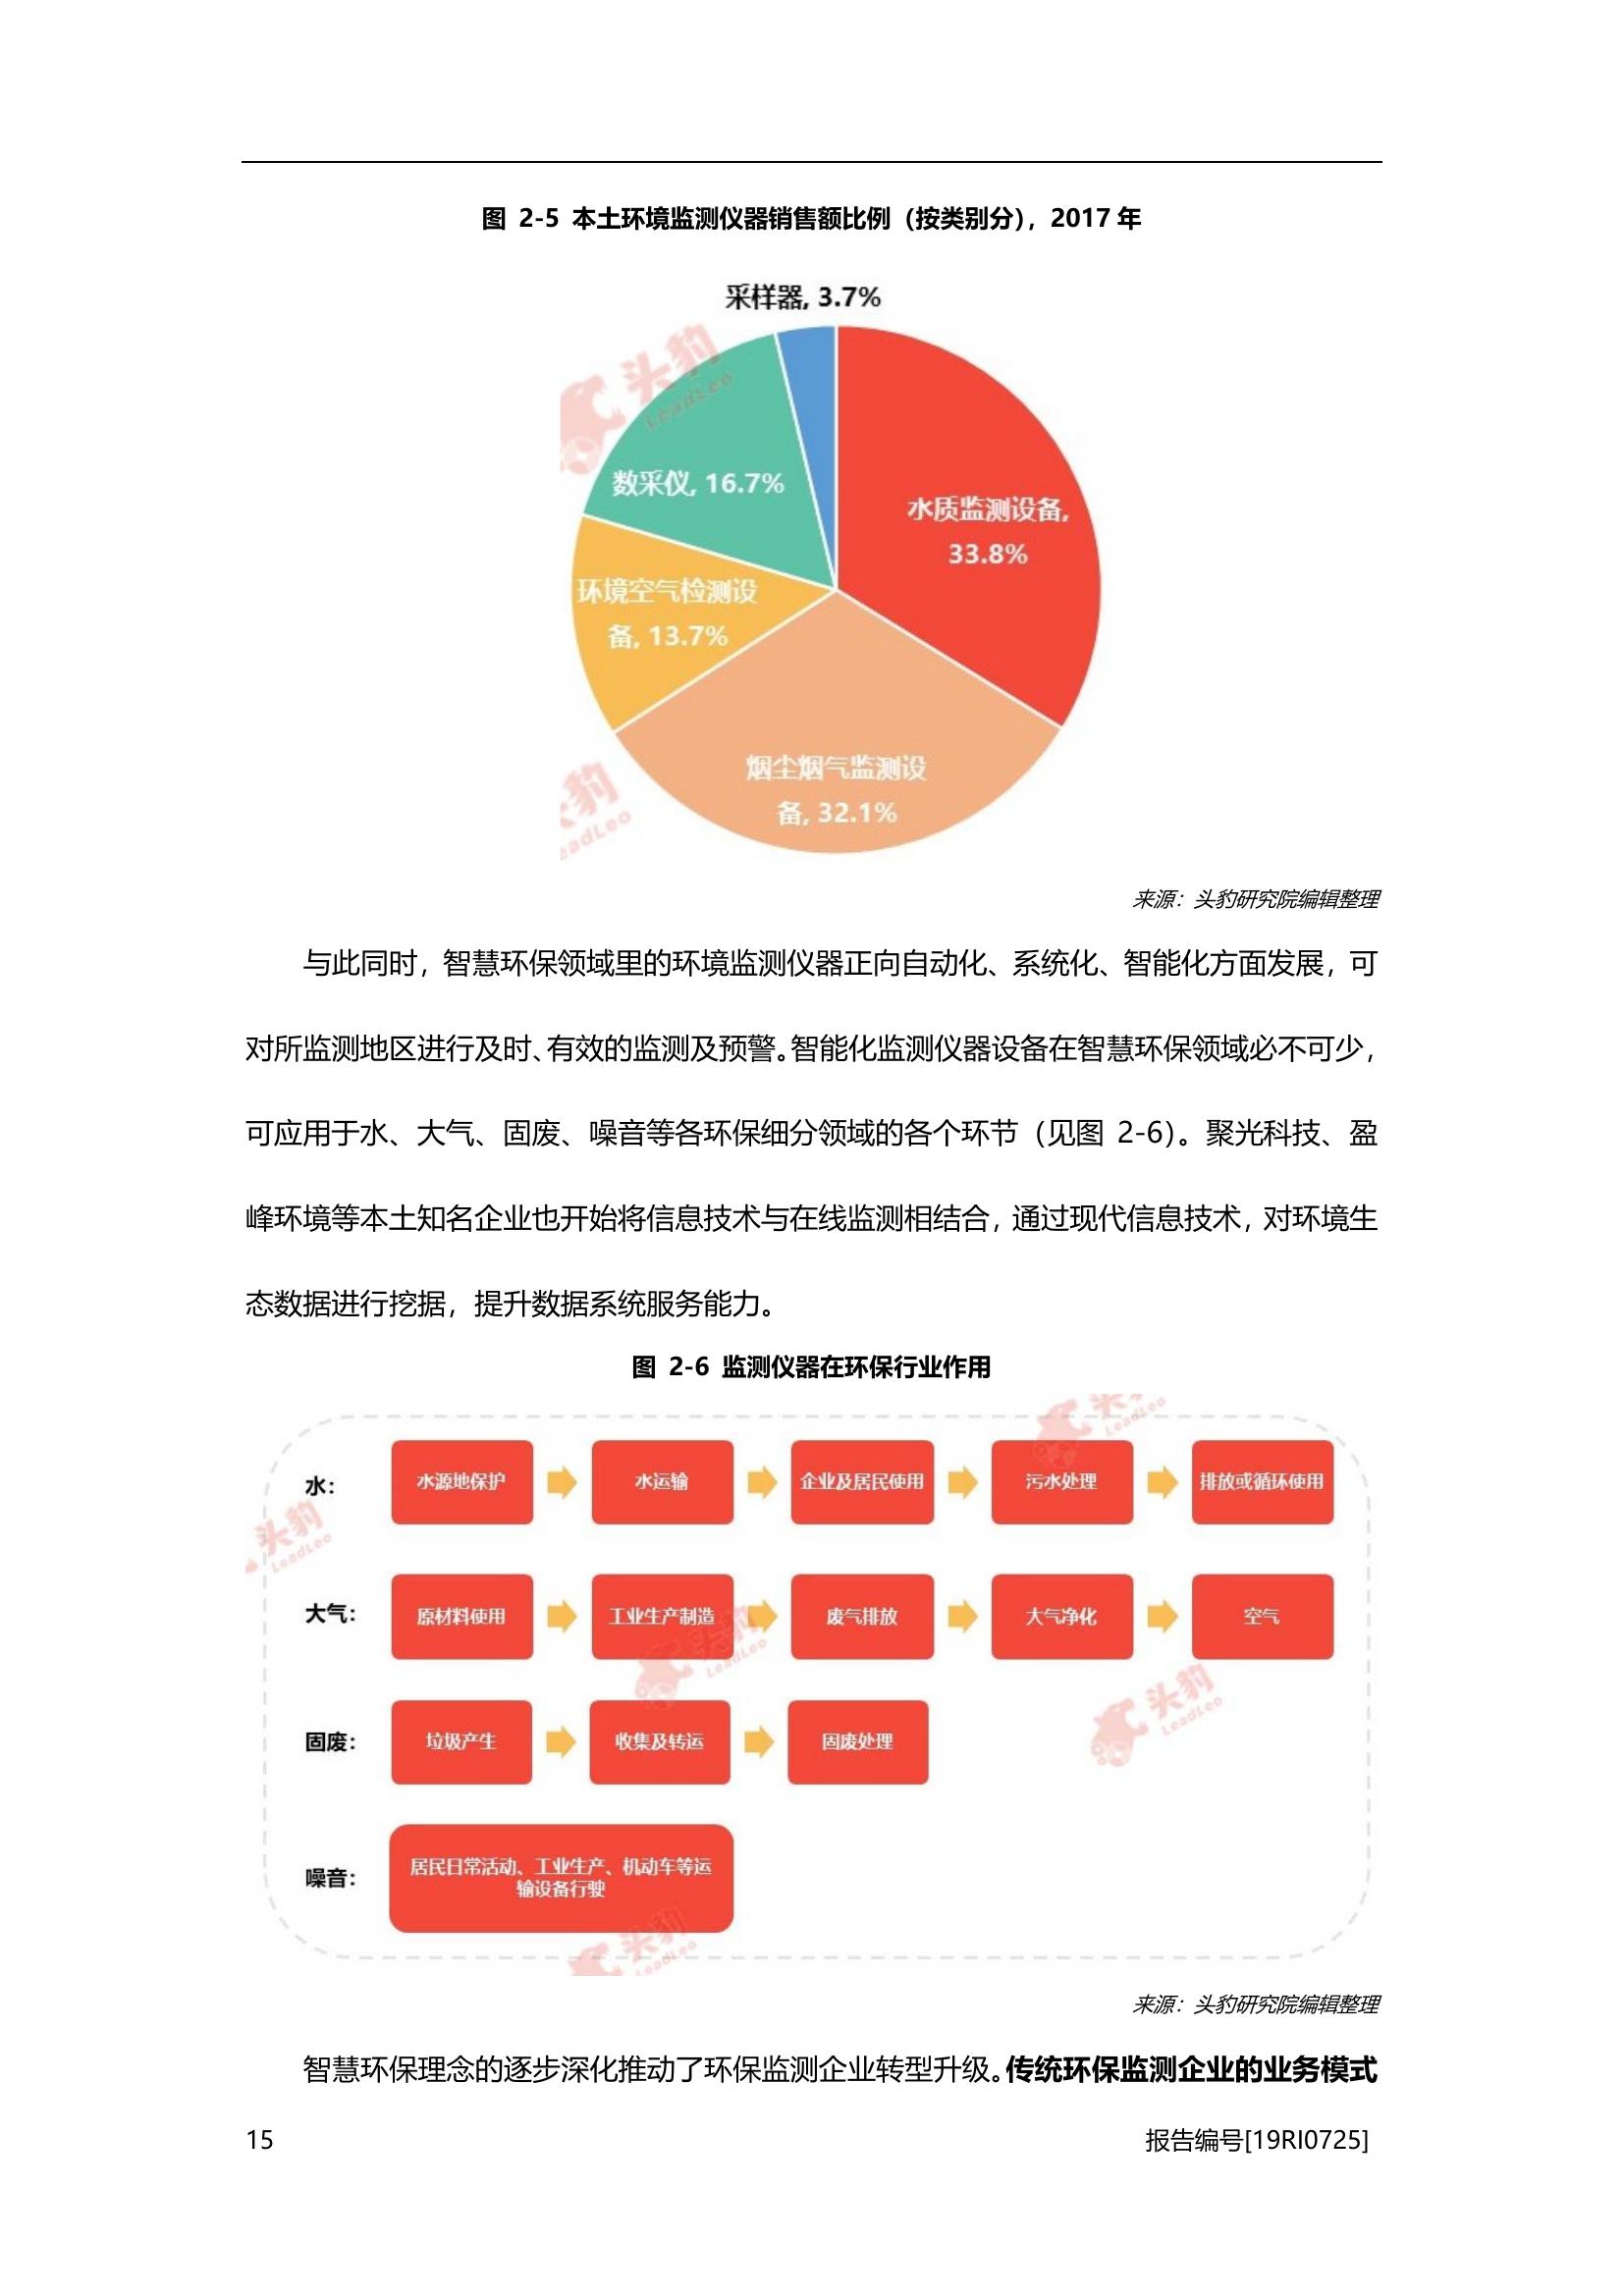 图 2-5 本土环境监测仪器销售额比例（按类别分），2017 年
采样器, 3.7%
头豹
LeadLeo
数采仪, 16.7%
水质监测设备,
33.8%
环境空气检测设
备, 13.7%
烟尘烟气监测设
备, 32.1%
头豹
LeadLeo
来源：头豹研究院编辑整理
与此同时，智慧环保领域里的环境监测仪器正向自动化、系统化、智能化方面发展，可
对所监测地区进行及时、有效的监测及预警。智能化监测仪器设备在智慧环保领域必不可少，
可应用于水、大气、固废、噪音等各环保细分领域的各个环节（见图 2-6）。聚光科技、盈
峰环境等本土知名企业也开始将信息技术与在线监测相结合，通过现代信息技术，对环境生
态数据进行挖据，提升数据系统服务能力。
图 2-6 监测仪器在环保行业作用
头豹
LeadLeo
水：
水源地保护
水运输
企业及居民使用
污水处理
排放或循环使用
头豹
LeadLeo
大气：
原材料使用
工业生产制造
废气排放
大气净化
空气
头豹
LeadLeo
头豹
LeadLeo
固废：
垃圾产生
收集及转运
固废处理
噪音：
居民日常活动、工业生产、机动车等运
输设备行驶
头豹
LeadLeo
来源：头豹研究院编辑整理
智慧环保理念的逐步深化推动了环保监测企业转型升级。传统环保监测企业的业务模式
15
报告编号[19RI0725]